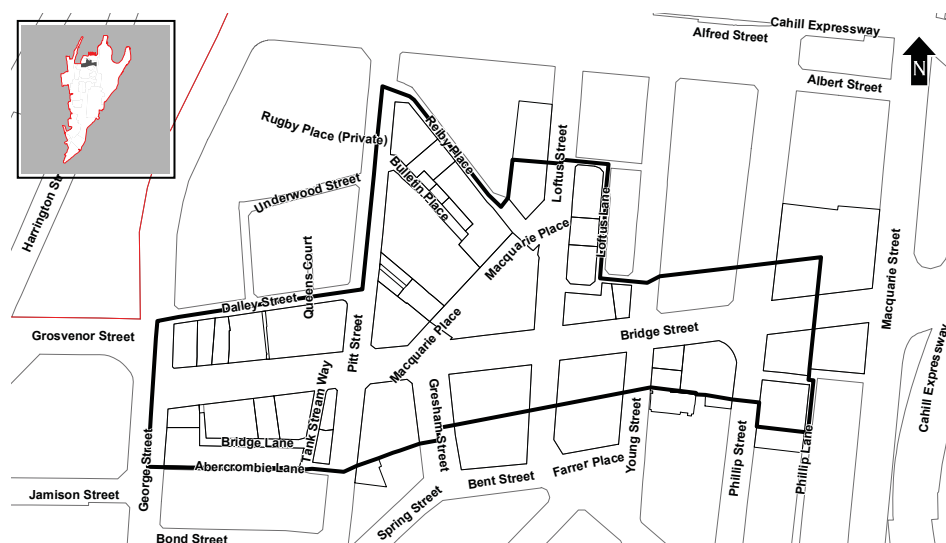 Cahill Expressway
Alfred Street
N
Albert Street
Rugby Place (Private)
Reiby Place
Loftus Street
Bulletin Place
Underwood Street
Harrington Str
Loftus Lane
Macquarie Place
Queens Court
Macquarie Street
Dalley Street
Grosvenor Street
Pitt Street
Bridge Street
Macquarie Place
Cahill Expressway
Tank Stream Way
Gresham Street
Young Street
Phillip Street
Phillip Lane
George Street
Bridge Lane
Abercrombie Lane
Farrer Place
Bent Street
Jamison Street
Spring Street
Bond Street